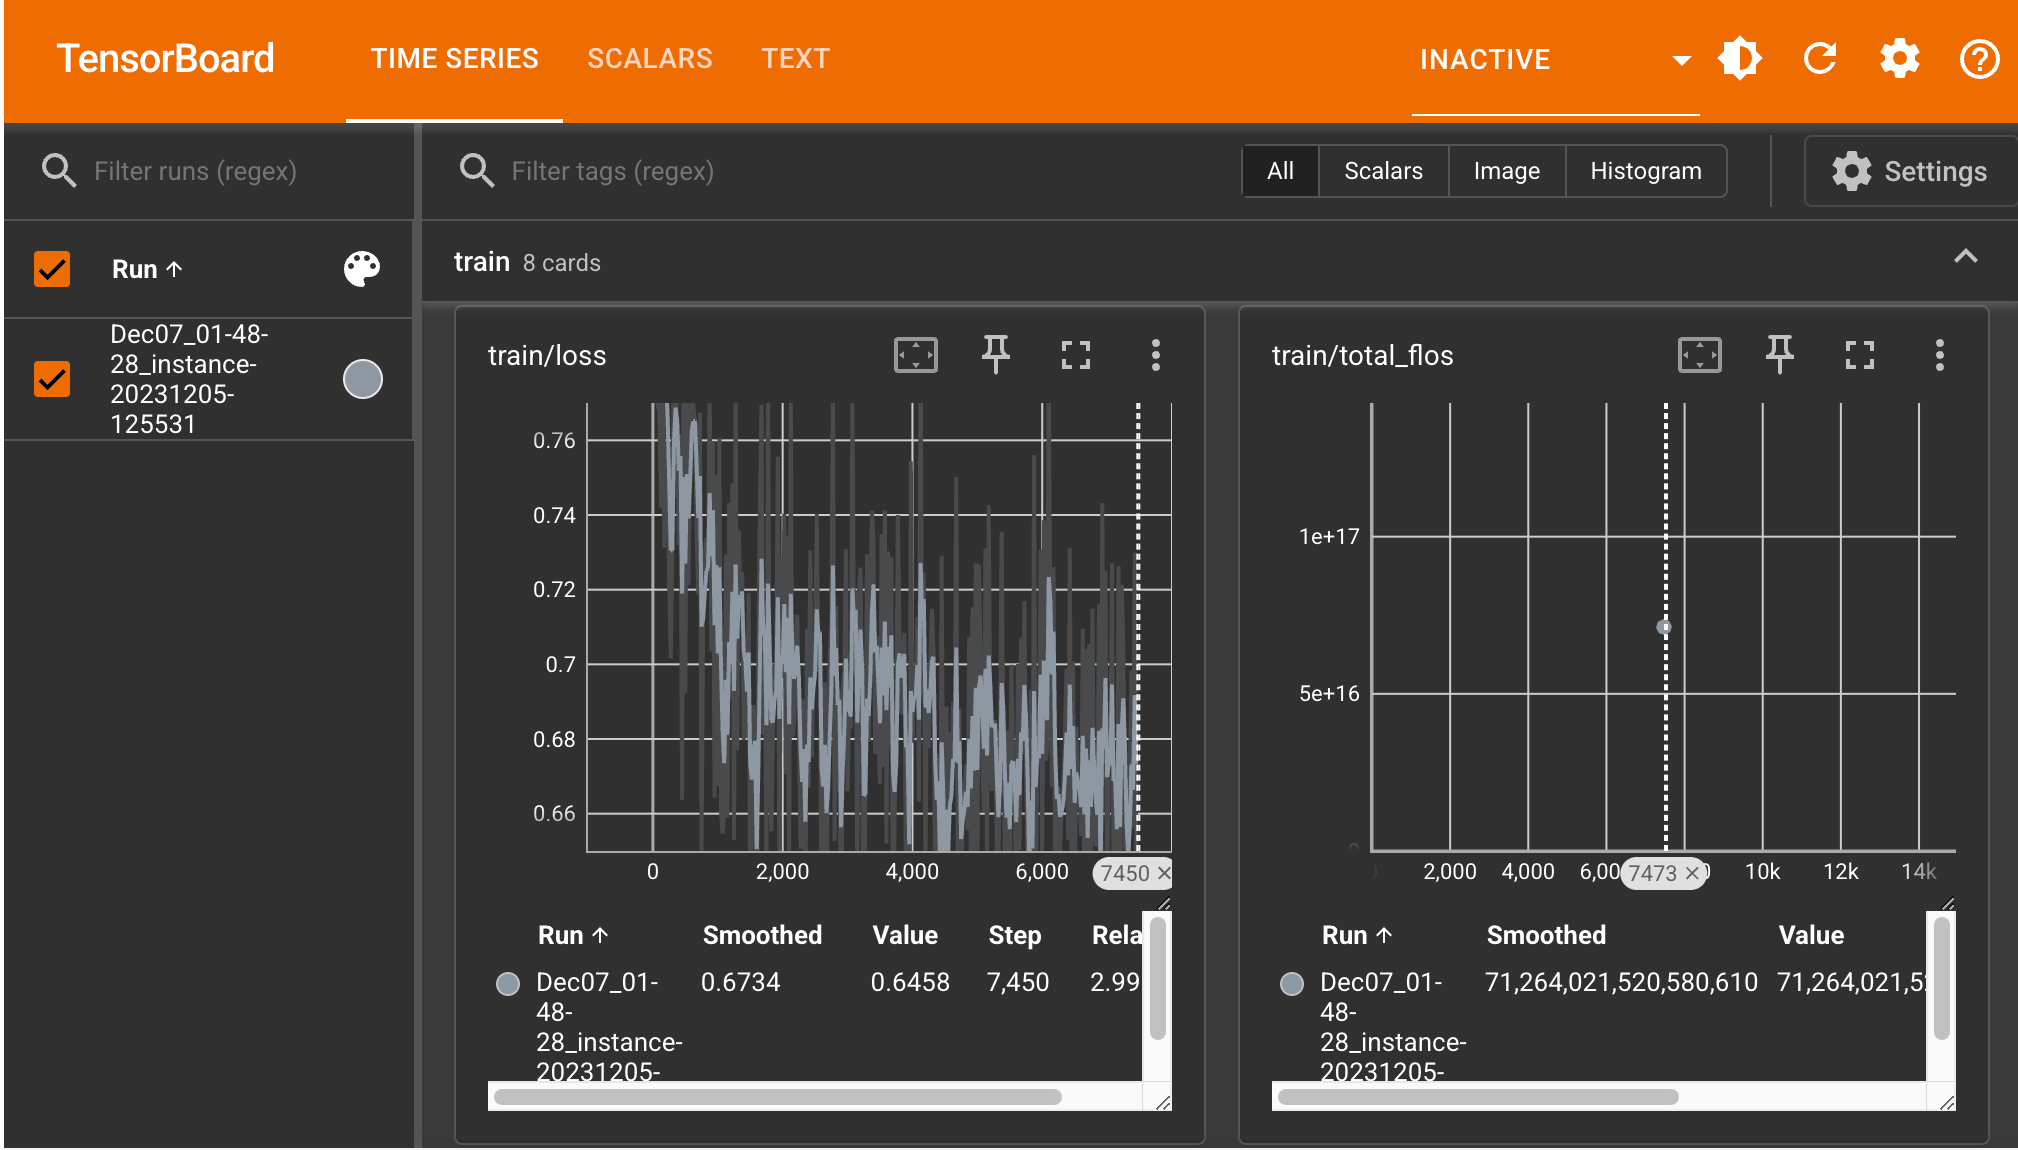 TensorBoard
TIME SERIES
SCALARS
TEXT
INACTIVE
Filter runs (regex)
Filter tags (regex)
All
Scalars
Image
Histogram
Settings
Run ↑
Dec07_01-48-
28_instance-
20231205-
125531
train 8 cards
train/loss
0.76
0.74
0.72
0.7
0.68
0.66
0
2,000
4,000
6,000
7450 ×
Run ↑ Smoothed Value Step Rela
Dec07_01- 0.6734 0.6458 7,450 2.99
48-
28_instance-
20231205-
train/total_flos
1e+17
5e+16
2,000
4,000
6,00
7473 ×
10k
12k
14k
Run ↑ Smoothed Value
Dec07_01- 71,264,021,520,580,610 71,264,021,5
48-
28_instance-
20231205-